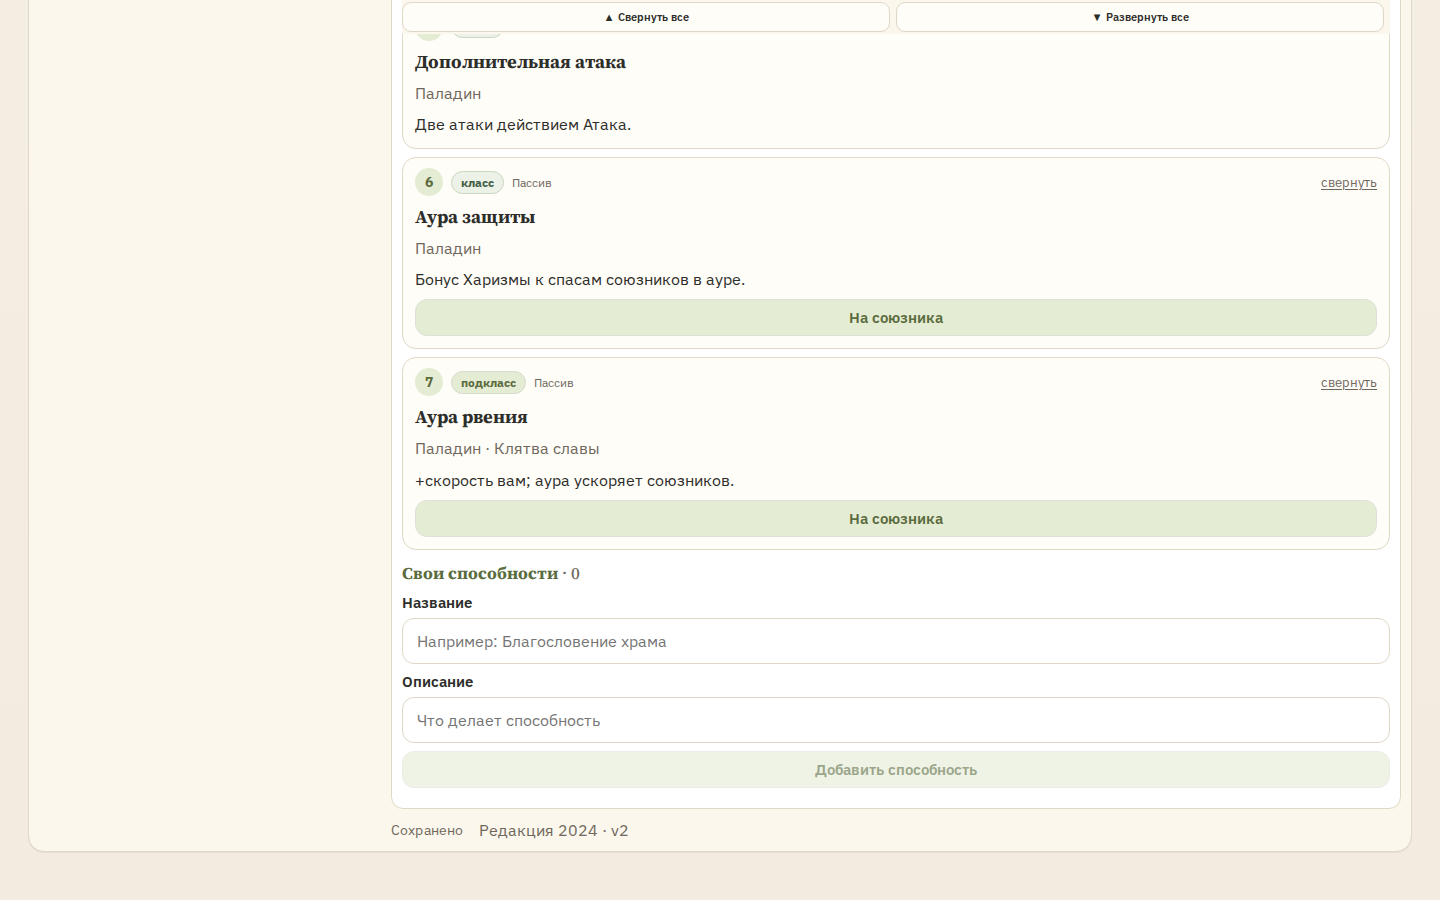 ▲ Свернуть все
▼ Развернуть все
Дополнительная атака
Паладин
Две атаки действием Атака.
6 класс Пассив свернуть
Аура защиты
Паладин
Бонус Харизмы к спасам союзников в ауре.
На союзника
7 подкласс Пассив свернуть
Аура рвения
Паладин · Клятва славы
+скорость вам; аура ускоряет союзников.
На союзника
Свои способности · 0
Название
Например: Благословение храма
Описание
Что делает способность
Добавить способность
Сохранено Редакция 2024 · v2